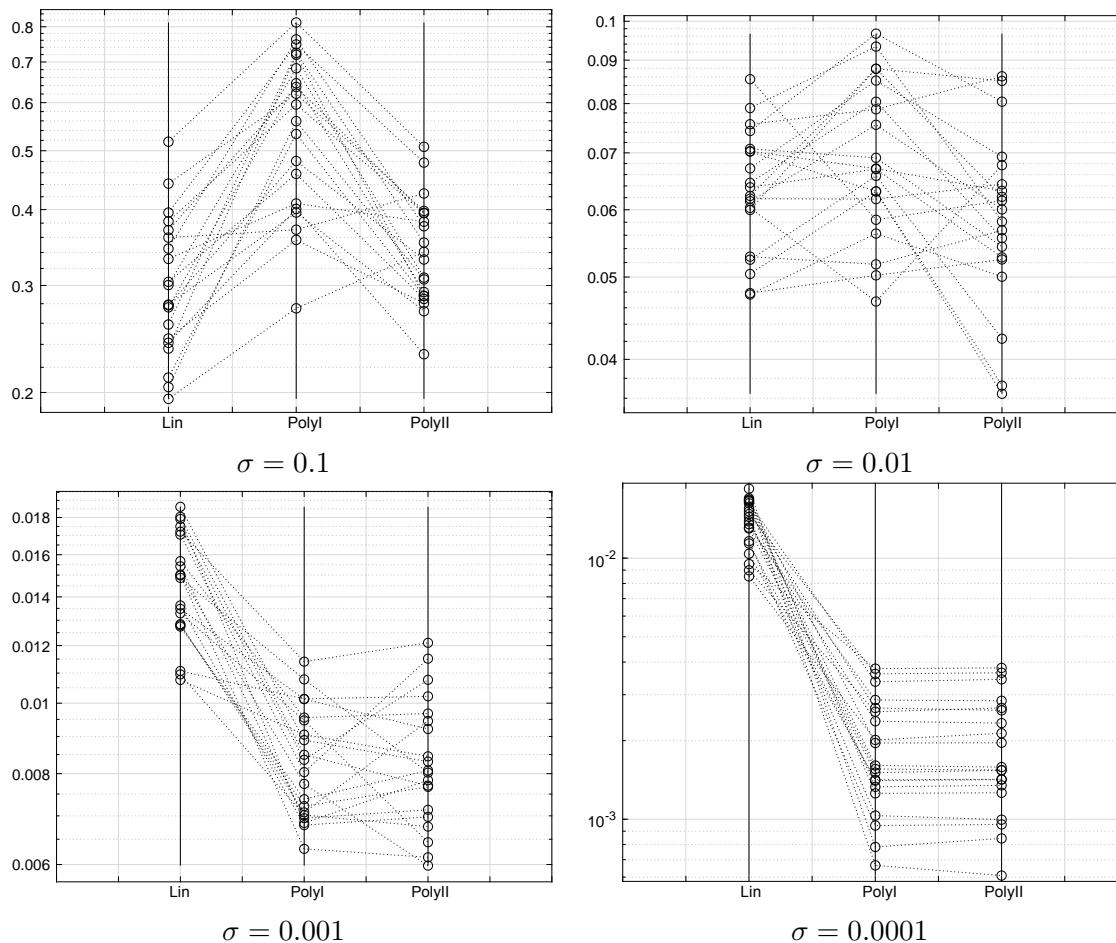 0.8
0.7
0.6
0.5
0.4
0.3
0.2
Lin PolyI PolyII
σ = 0.1
0.1
0.09
0.08
0.07
0.06
0.05
0.04
Lin PolyI PolyII
σ = 0.01
0.018
0.016
0.014
0.012
0.01
0.008
0.006
Lin PolyI PolyII
σ = 0.001
10⁻²
10⁻³
Lin PolyI PolyII
σ = 0.0001